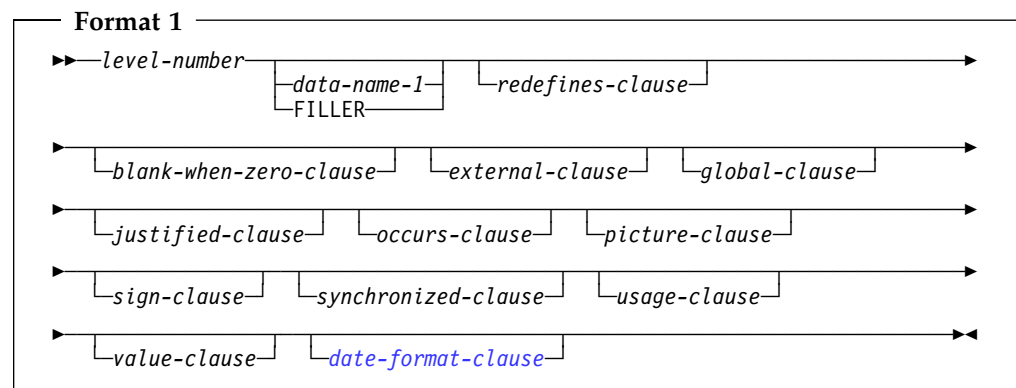 Format 1
level-number
data-name-1 redefines-clause
FILLER
blank-when-zero-clause external-clause global-clause
justified-clause occurs-clause picture-clause
sign-clause synchronized-clause usage-clause
value-clause date-format-clause